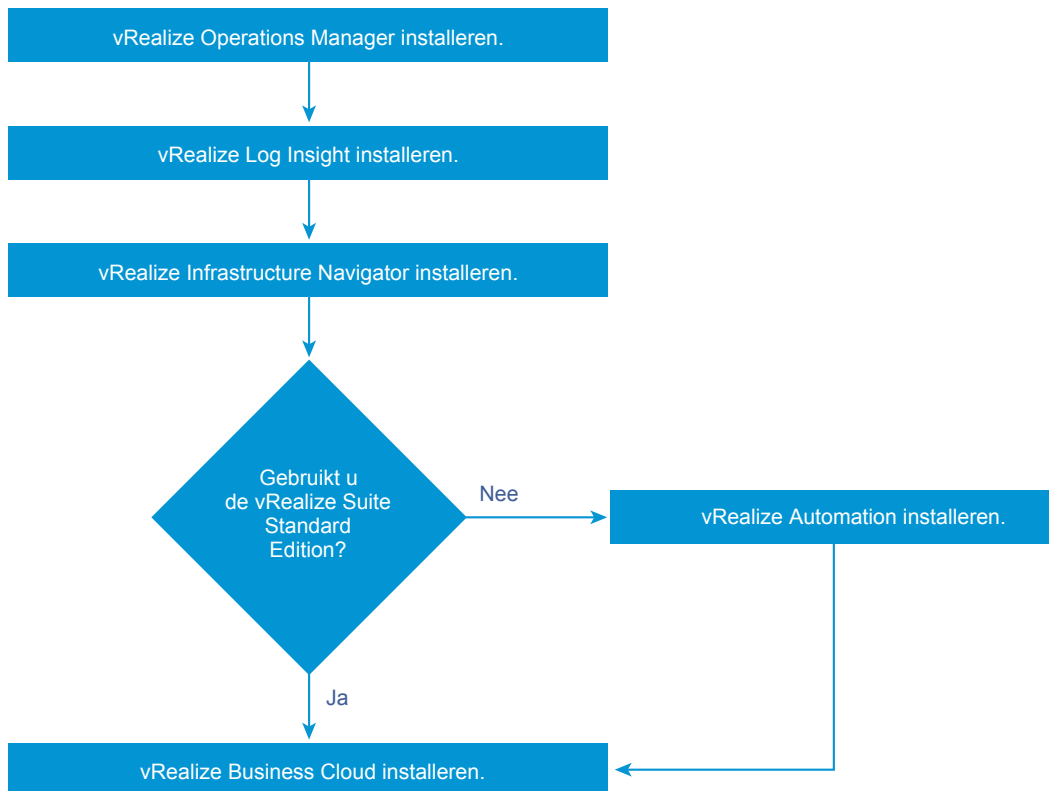 vRealize Operations Manager installeren.
vRealize Log Insight installeren.
vRealize Infrastructure Navigator installeren.
Gebruikt u
de vRealize Suite
Standard
Edition?
Nee
vRealize Automation installeren.
Ja
vRealize Business Cloud installeren.